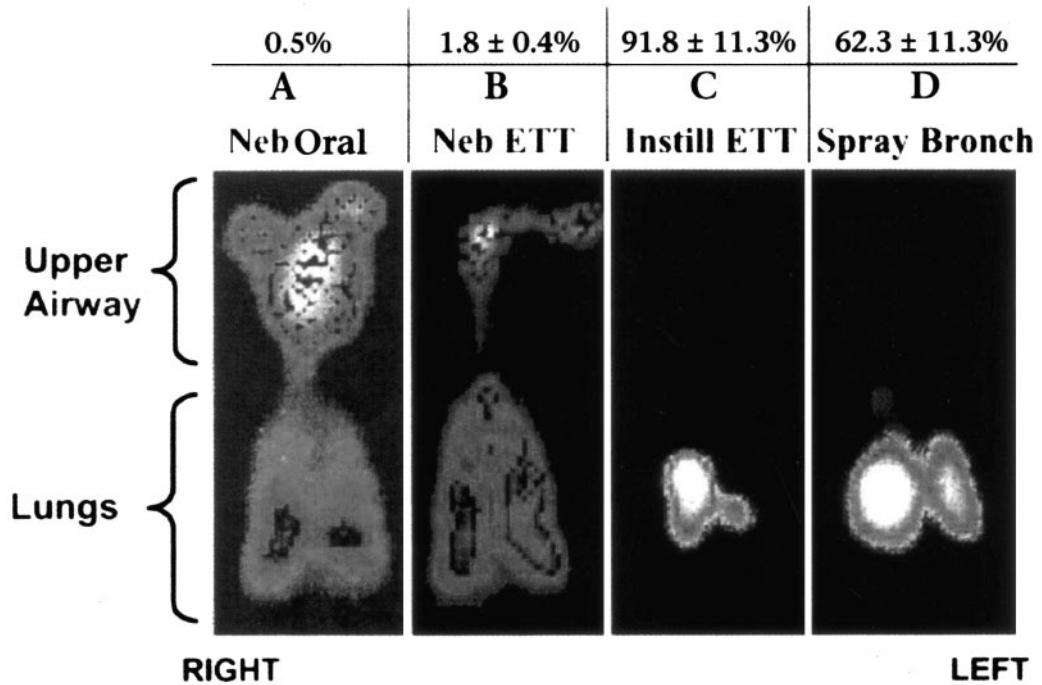 0.5% 1.8 ± 0.4% 91.8 ± 11.3% 62.3 ± 11.3%
A B C D
Neb Oral Neb ETT Instill ETT Spray Bronch
Upper
Airway
Lungs
RIGHT LEFT